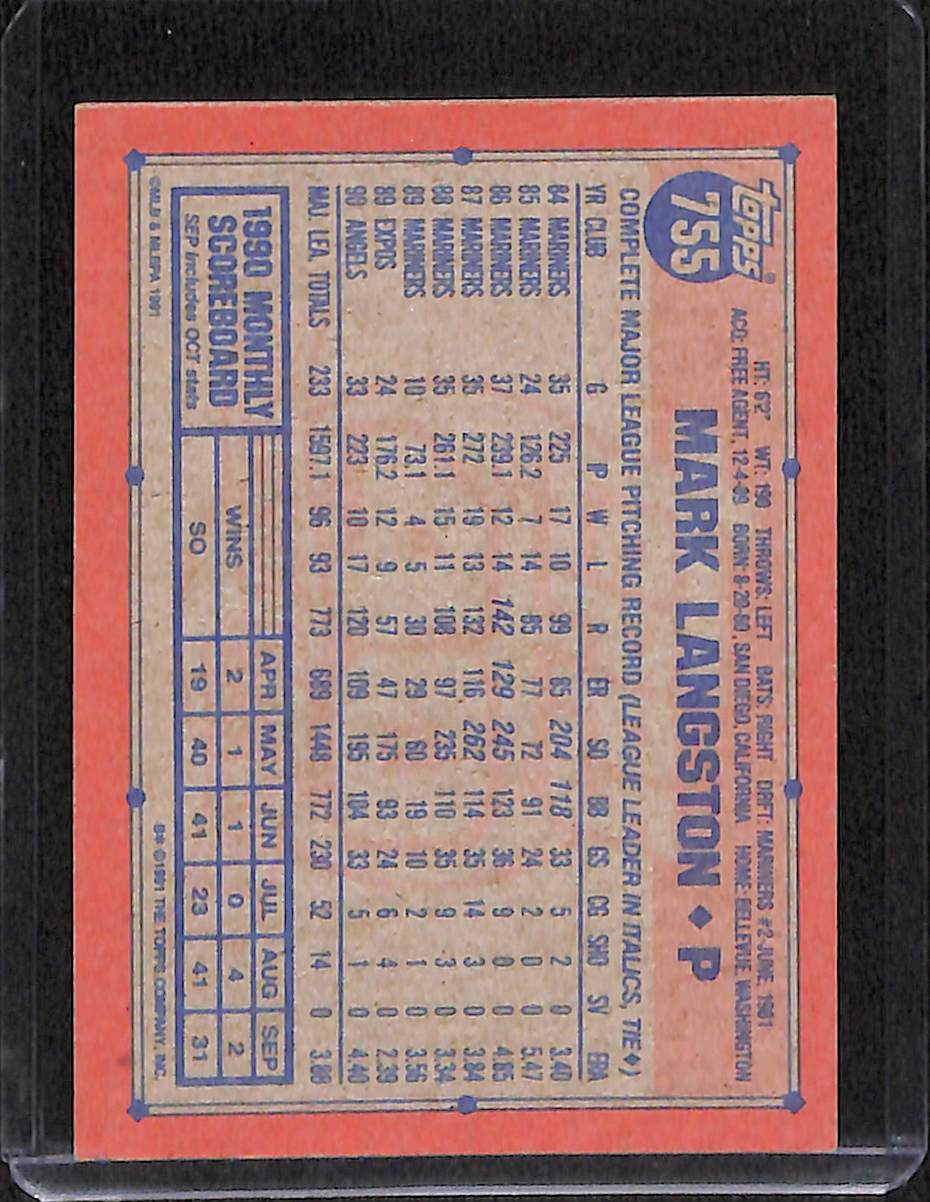 topps®
755
HT: 6'2" WT: 190 THROWS: LEFT BATS: RIGHT DRFT: MARINERS #2-JUNE, 1981
ACQ: FREE AGENT, 12-4-89 BORN: 8-20-60, SAN DIEGO, CALIFORNIA HOME: BELLEVUE, WASHINGTON
MARK LANGSTON ♦ P
COMPLETE MAJOR LEAGUE PITCHING RECORD (LEAGUE LEADER IN ITALICS, TIE♦)
YR CLUB G IP W L R ER SO BB GS CG SHO SV ERA
84 MARINERS 35 225 17 10 99 85 204 118 33 5 2 0 3.40
85 MARINERS 24 126.2 7 14 85 77 72 91 24 2 0 0 5.47
86 MARINERS 37 239.1 12 14 142 129 245 123 36 9 0 0 4.85
87 MARINERS 35 272 19 13 132 116 262 114 35 14 3 0 3.84
88 MARINERS 35 261.1 15 11 108 97 235 110 35 9 3 0 3.34
89 MARINERS 10 73.1 4 5 30 29 60 19 10 2 1 0 3.56
89 EXPOS 24 176.2 12 9 57 47 175 93 24 6 4 0 2.39
90 ANGELS 33 223 10 17 120 109 195 104 33 5 1 0 4.40
MAJ. LEA. TOTALS 233 1597.1 96 93 773 689 1448 772 230 52 14 0 3.88
1990 MONTHLY
SCOREBOARD
SEP includes OCT stats
APR MAY JUN JUL AUG SEP
WINS 2 1 1 0 4 2
SO 19 40 41 23 41 31
©MLB & MLBPA 1991
B* ©1991 THE TOPPS COMPANY, INC.